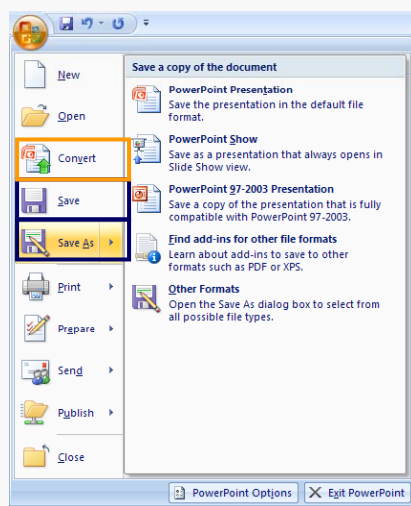 New
Open
Convert
Save
Save As
Print
Prepare
Send
Publish
Close
Save a copy of the document
PowerPoint Presentation
Save the presentation in the default file
format.
PowerPoint Show
Save as a presentation that always opens in
Slide Show view.
PowerPoint 97-2003 Presentation
Save a copy of the presentation that is fully
compatible with PowerPoint 97-2003.
Find add-ins for other file formats
Learn about add-ins to save to other
formats such as PDF or XPS.
Other Formats
Open the Save As dialog box to select from
all possible file types.
PowerPoint Options
Exit PowerPoint